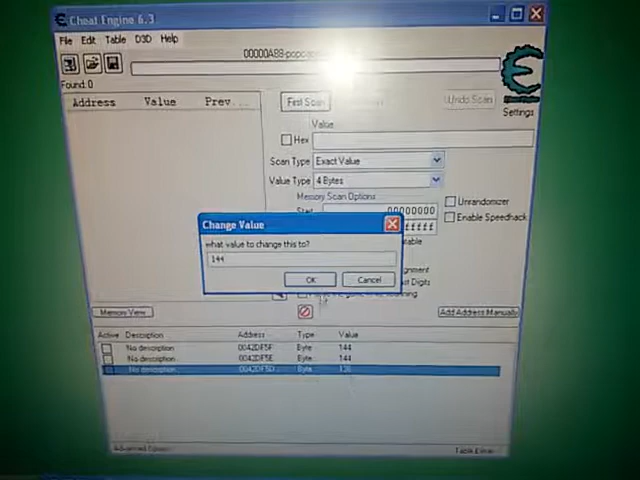 Cheat Engine 6.3
File Edit Table D3D Help
Found: 0
Address Value Prev...
First Scan
Undo Scan
Settings
Value
Hex
Scan Type Exact Value
Value Type 4 Bytes
Memory Scan Options
00000000
Unrandomizer
Enable Speedhack
Change Value
what value to change this to?
144
OK Cancel
Memory View
Add Address Manually
Active Description Address Type Value
No description 0042DF5F Byte 144
No description 0042DF5E Byte 144
No description 0042DF5D Byte
Table Extras